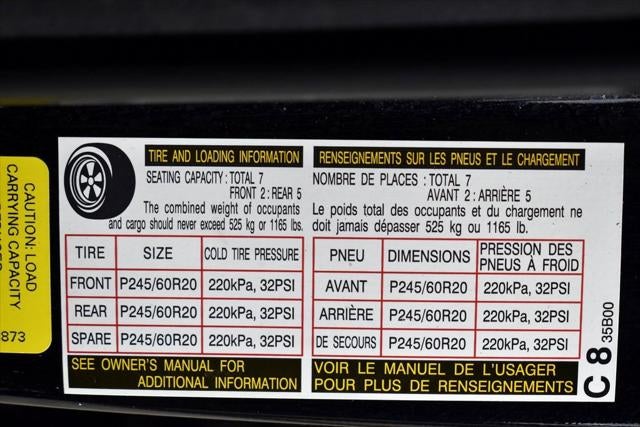 TIRE AND LOADING INFORMATION
SEATING CAPACITY : TOTAL 7
FRONT 2 : REAR 5
The combined weight of occupants
and cargo should never exceed 525 kg or 1165 lbs.
TIRE SIZE COLD TIRE PRESSURE
FRONT P245/60R20 220kPa, 32PSI
REAR P245/60R20 220kPa, 32PSI
SPARE P245/60R20 220kPa, 32PSI
SEE OWNER'S MANUAL FOR
ADDITIONAL INFORMATION
RENSEIGNEMENTS SUR LES PNEUS ET LE CHARGEMENT
NOMBRE DE PLACES : TOTAL 7
AVANT 2 : ARRIÈRE 5
Le poids total des occupants et du chargement ne
doit jamais dépasser 525 kg ou 1165 lb.
PNEU DIMENSIONS PRESSION DES
PNEUS À FROID
AVANT P245/60R20 220kPa, 32PSI
ARRIÈRE P245/60R20 220kPa, 32PSI
DE SECOURS P245/60R20 220kPa, 32PSI
VOIR LE MANUEL DE L'USAGER
POUR PLUS DE RENSEIGNEMENTS
C 8 35B00
CAUTION: LOAD
CARRYING CAPACITY
873